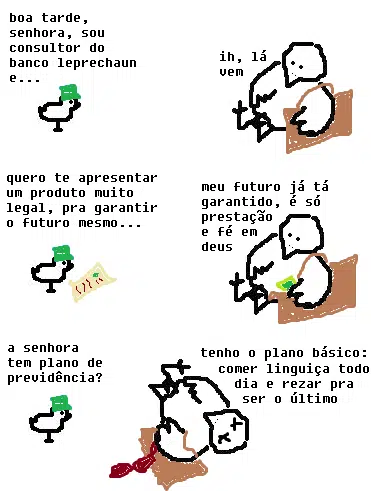 boa tarde,
senhora, sou
consultor do
banco leprechaun
e...
ih, lá
vem
quero te apresentar
um produto muito
legal, pra garantir
o futuro mesmo...
meu futuro já tá
garantido, é só
prestação
e fé em
deus
a senhora
tem plano de
previdência?
tenho o plano básico:
comer linguiça todo
dia e rezar pra
ser o último